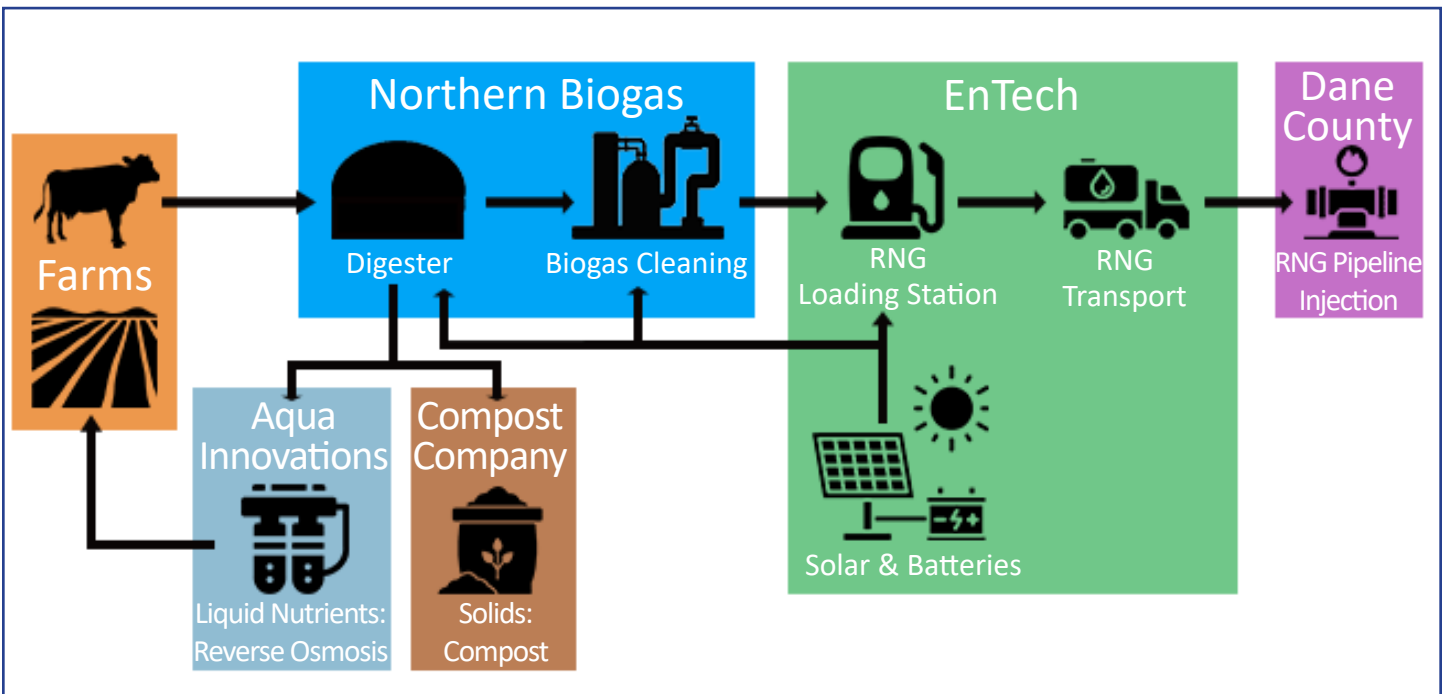 Northern Biogas
EnTech
Dane
County
Farms
Digester
Biogas Cleaning
RNG
Loading Station
RNG
Transport
RNG Pipeline
Injection
Aqua
Innovations
Compost
Company
Solar & Batteries
Liquid Nutrients:
Reverse Osmosis
Solids:
Compost